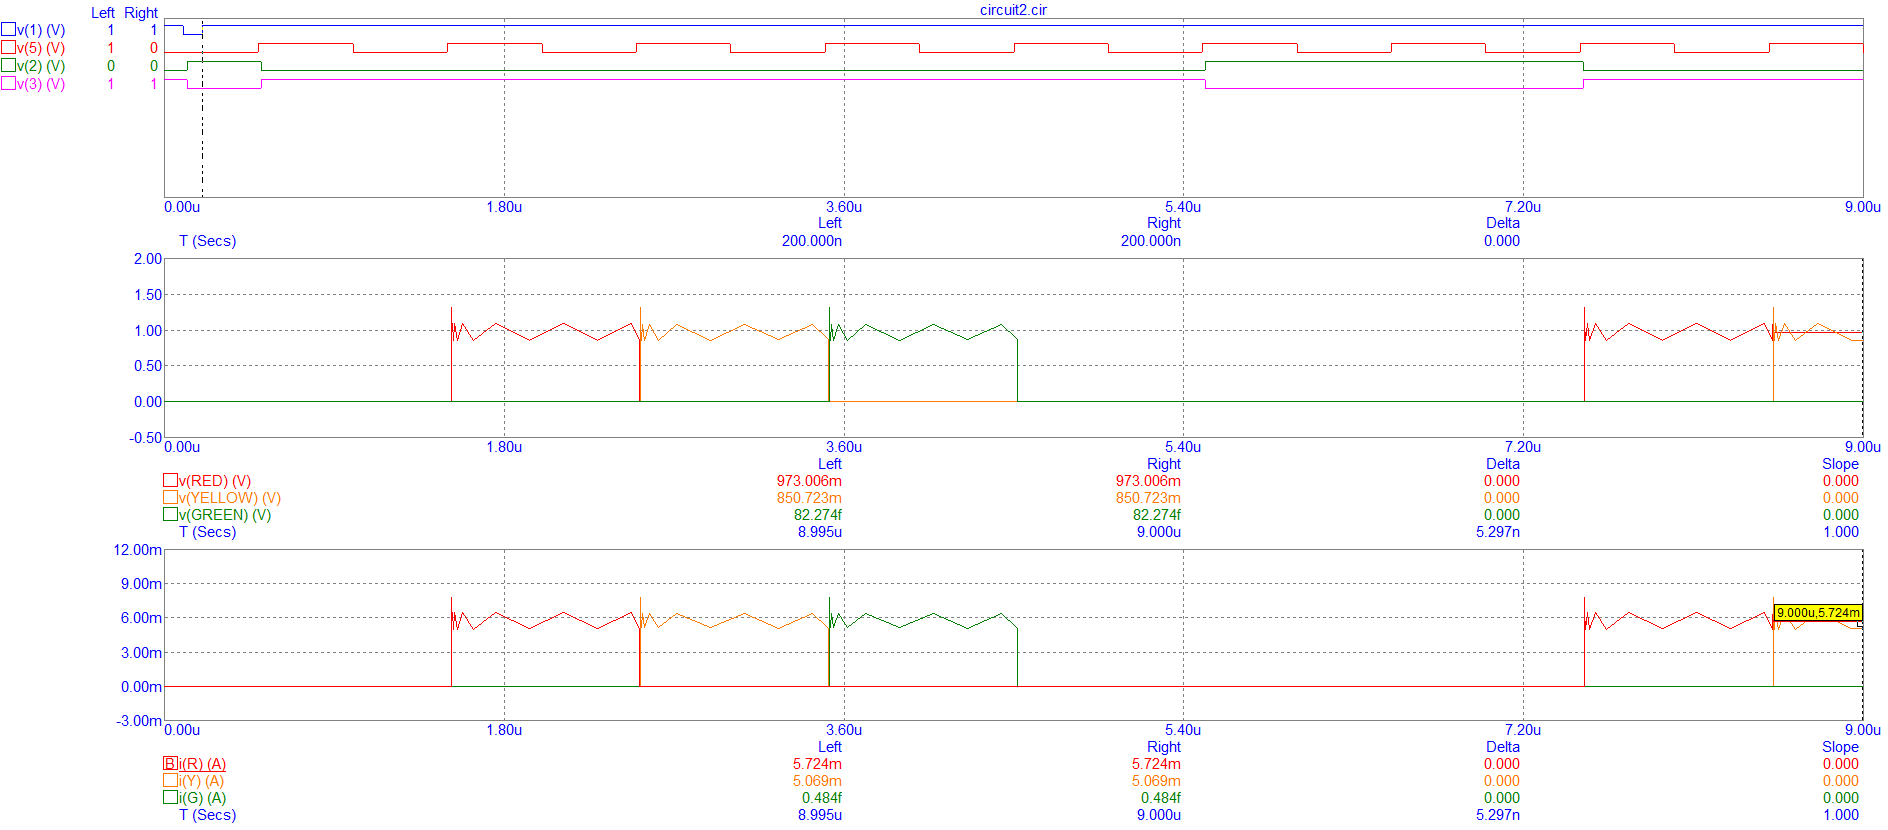 circuit2.cir
Left Right
v(1) (V) 1 1
v(5) (V) 1 0
v(2) (V) 0 0
v(3) (V) 1 1
0.00u 1.80u 3.60u 5.40u 7.20u 9.00u
Left Right Delta
T (Secs) 200.000n 200.000n 0.000
2.00
1.50
1.00
0.50
0.00
-0.50
0.00u 1.80u 3.60u 5.40u 7.20u 9.00u
Left Right Delta Slope
v(RED) (V) 973.006m 973.006m 0.000 0.000
v(YELLOW) (V) 850.723m 850.723m 0.000 0.000
v(GREEN) (V) 82.274f 82.274f 0.000 0.000
T (Secs) 8.995u 9.000u 5.297n 1.000
12.00m
9.00m
9.000u,5.724m
6.00m
3.00m
0.00m
-3.00m
0.00u 1.80u 3.60u 5.40u 7.20u 9.00u
Left Right Delta Slope
B i(R) (A) 5.724m 5.724m 0.000 0.000
i(Y) (A) 5.069m 5.069m 0.000 0.000
i(G) (A) 0.484f 0.484f 0.000 0.000
T (Secs) 8.995u 9.000u 5.297n 1.000